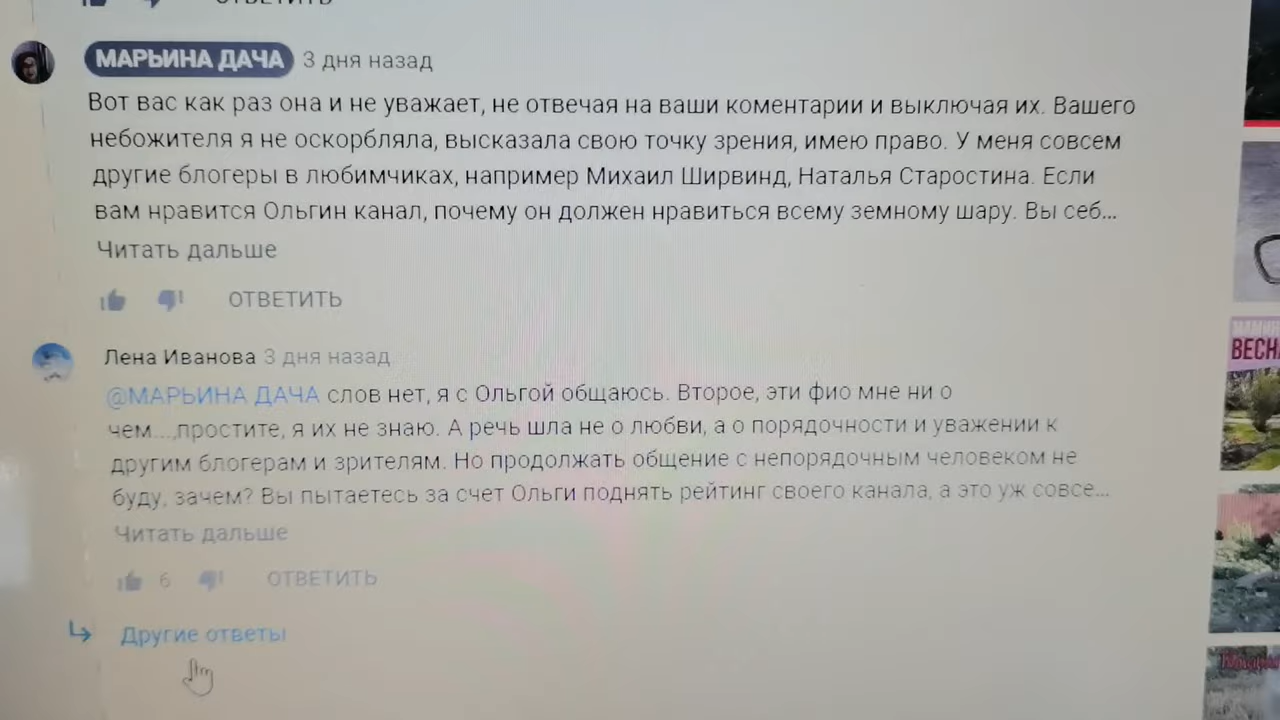 ОТВЕТИТЬ
МАРЬИНА ДАЧА 3 дня назад
Вот вас как раз она и не уважает, не отвечая на ваши коментарии и выключая их. Вашего
небожителя я не оскорбляла, высказала свою точку зрения, имею право. У меня совсем
другие блогеры в любимчиках, например Михаил Ширвинд, Наталья Старостина. Если
вам нравится Ольгин канал, почему он должен нравиться всему земному шару. Вы себ...
Читать дальше
ОТВЕТИТЬ
Лена Иванова 3 дня назад
@МАРЬИНА ДАЧА слов нет, я с Ольгой общаюсь. Второе, эти фио мне ни о
чем...,простите, я их не знаю. А речь шла не о любви, а о порядочности и уважении к
другим блогерам и зрителям. Но продолжать общение с непорядочным человеком не
буду, зачем? Вы пытаетесь за счет Ольги поднять рейтинг своего канала, а это уж совсе...
Читать дальше
6 ОТВЕТИТЬ
Другие ответы